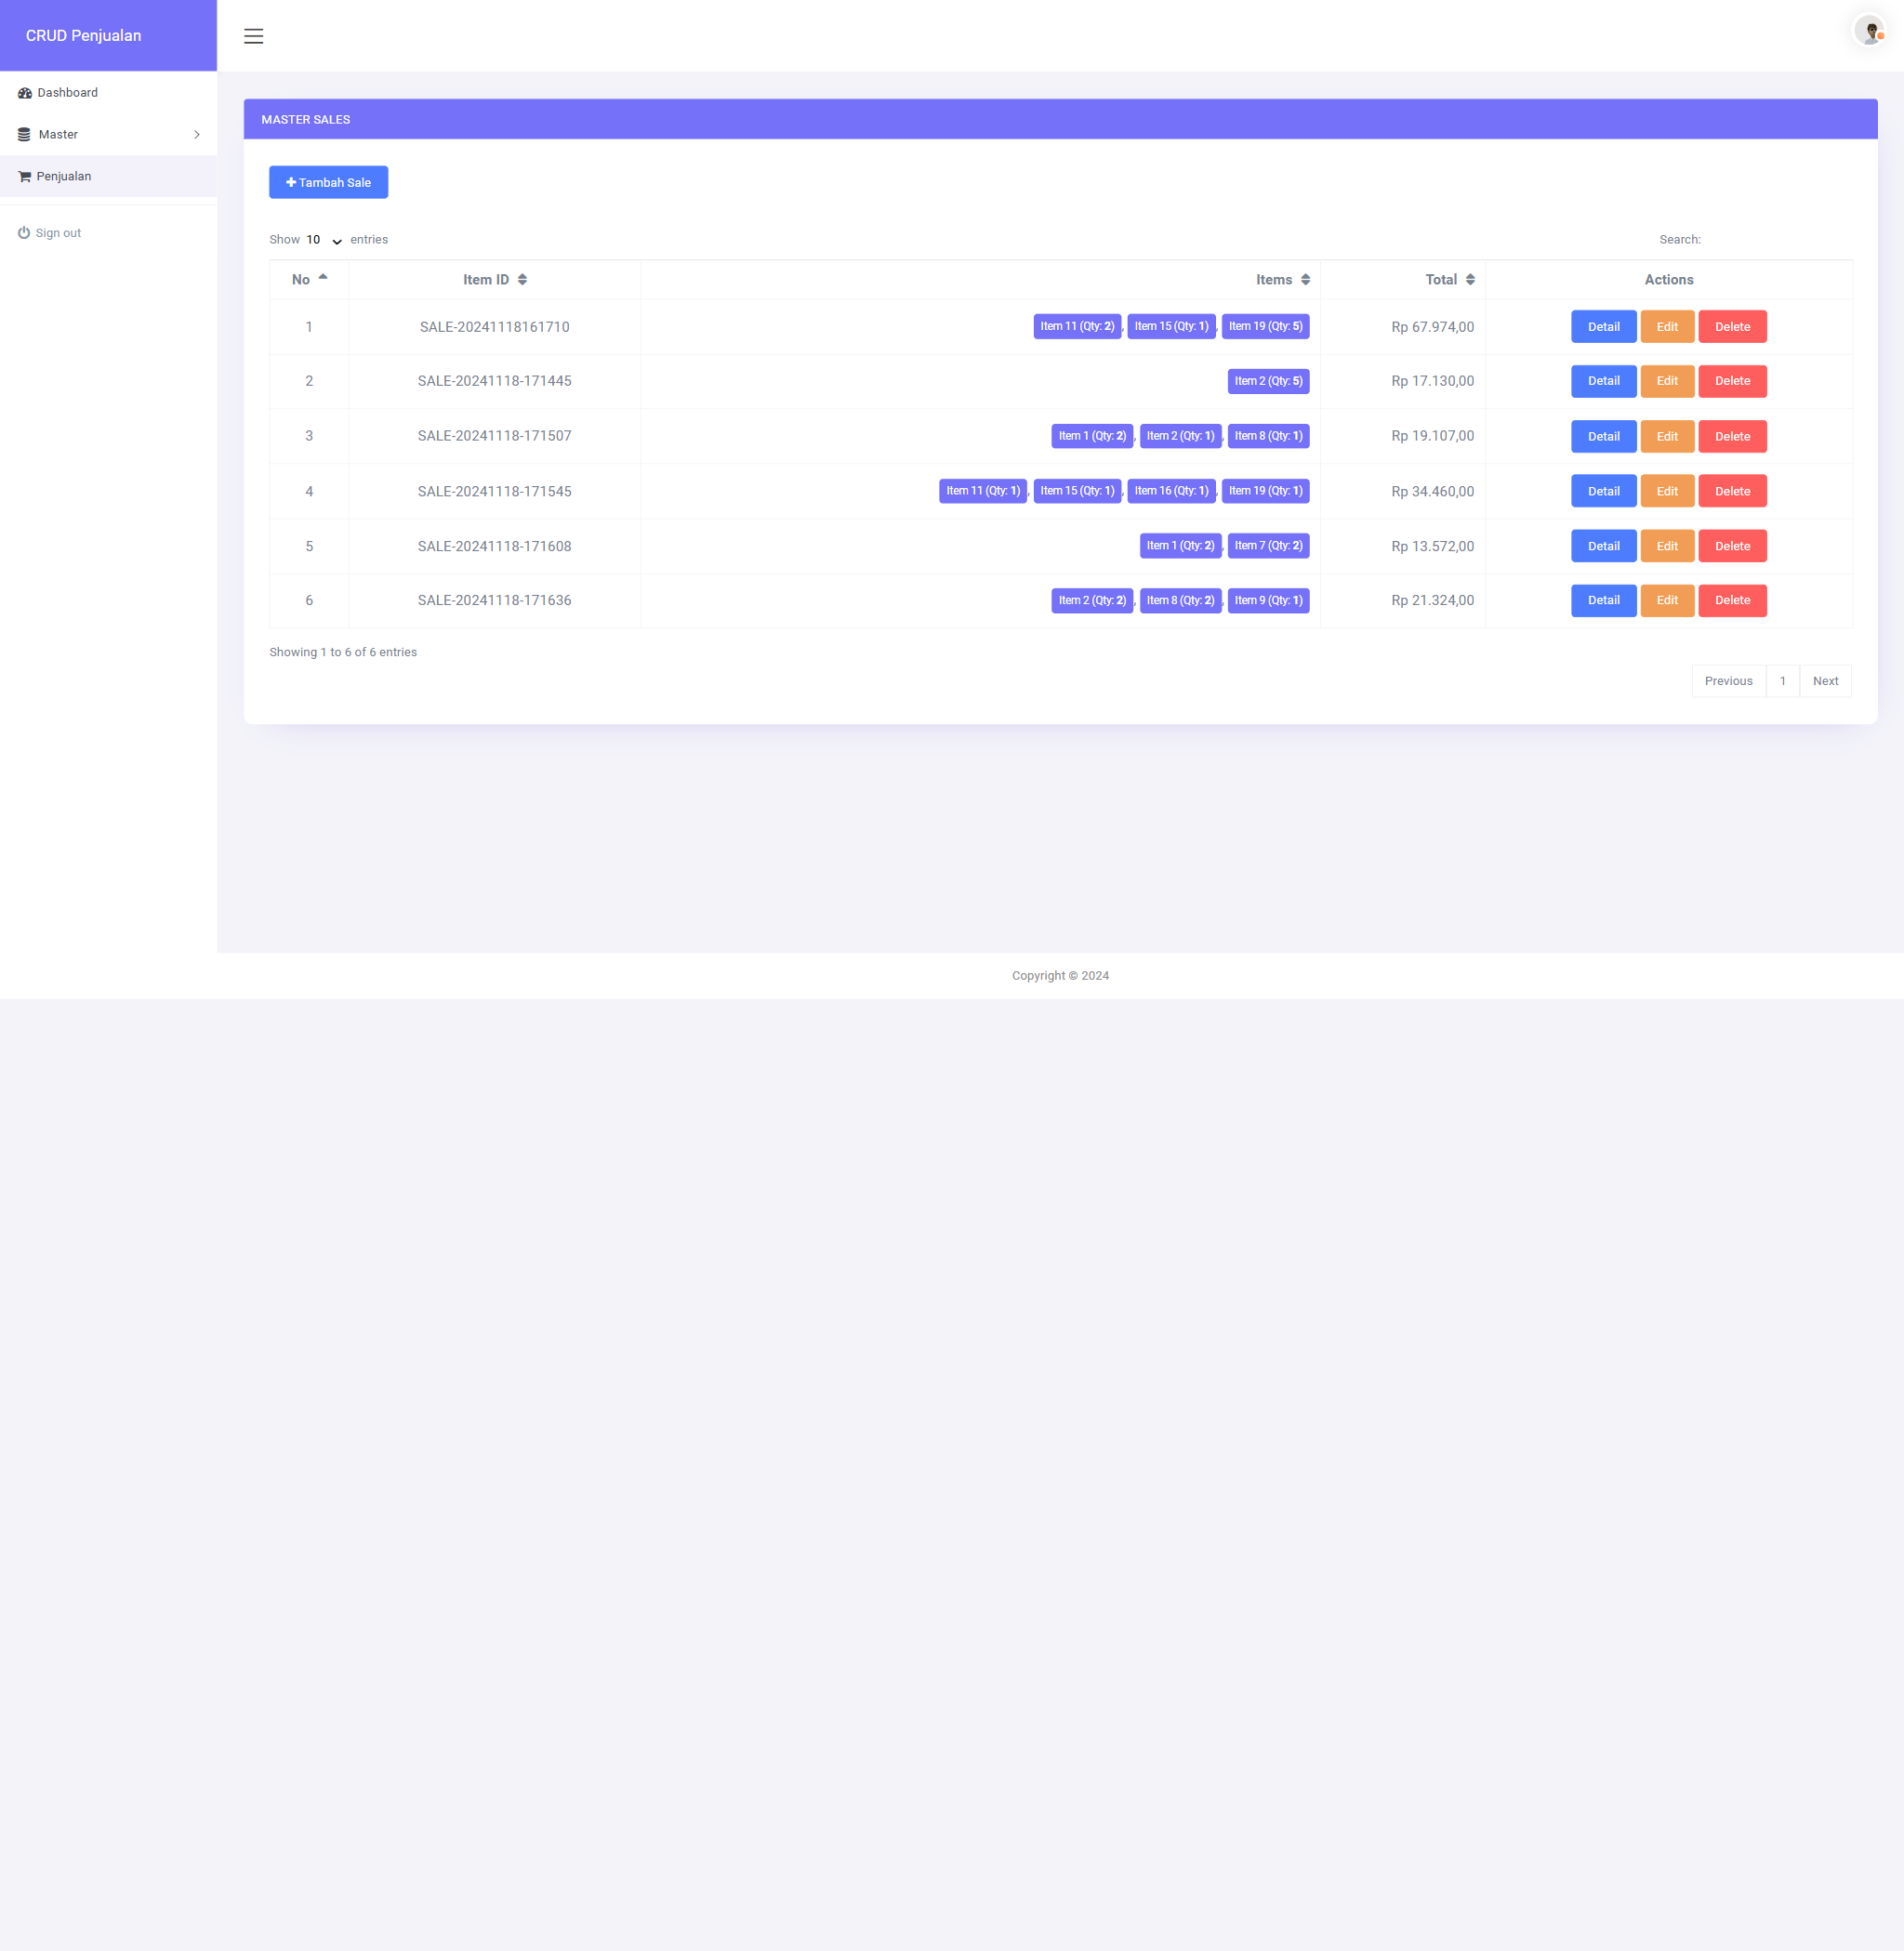 CRUD Penjualan
Dashboard
Master
Penjualan
Sign out
MASTER SALES
Tambah Sale
Show 10 entries
Search:
No Item ID Items Total Actions
1 SALE-20241118161710 Item 11 (Qty: 2), Item 15 (Qty: 1), Item 19 (Qty: 5) Rp 67.974,00 Detail Edit Delete
2 SALE-20241118-171445 Item 2 (Qty: 5) Rp 17.130,00 Detail Edit Delete
3 SALE-20241118-171507 Item 1 (Qty: 2), Item 2 (Qty: 1), Item 8 (Qty: 1) Rp 19.107,00 Detail Edit Delete
4 SALE-20241118-171545 Item 11 (Qty: 1), Item 15 (Qty: 1), Item 16 (Qty: 1), Item 19 (Qty: 1) Rp 34.460,00 Detail Edit Delete
5 SALE-20241118-171608 Item 1 (Qty: 2), Item 7 (Qty: 2) Rp 13.572,00 Detail Edit Delete
6 SALE-20241118-171636 Item 2 (Qty: 2), Item 8 (Qty: 2), Item 9 (Qty: 1) Rp 21.324,00 Detail Edit Delete
Showing 1 to 6 of 6 entries
Previous 1 Next
Copyright © 2024